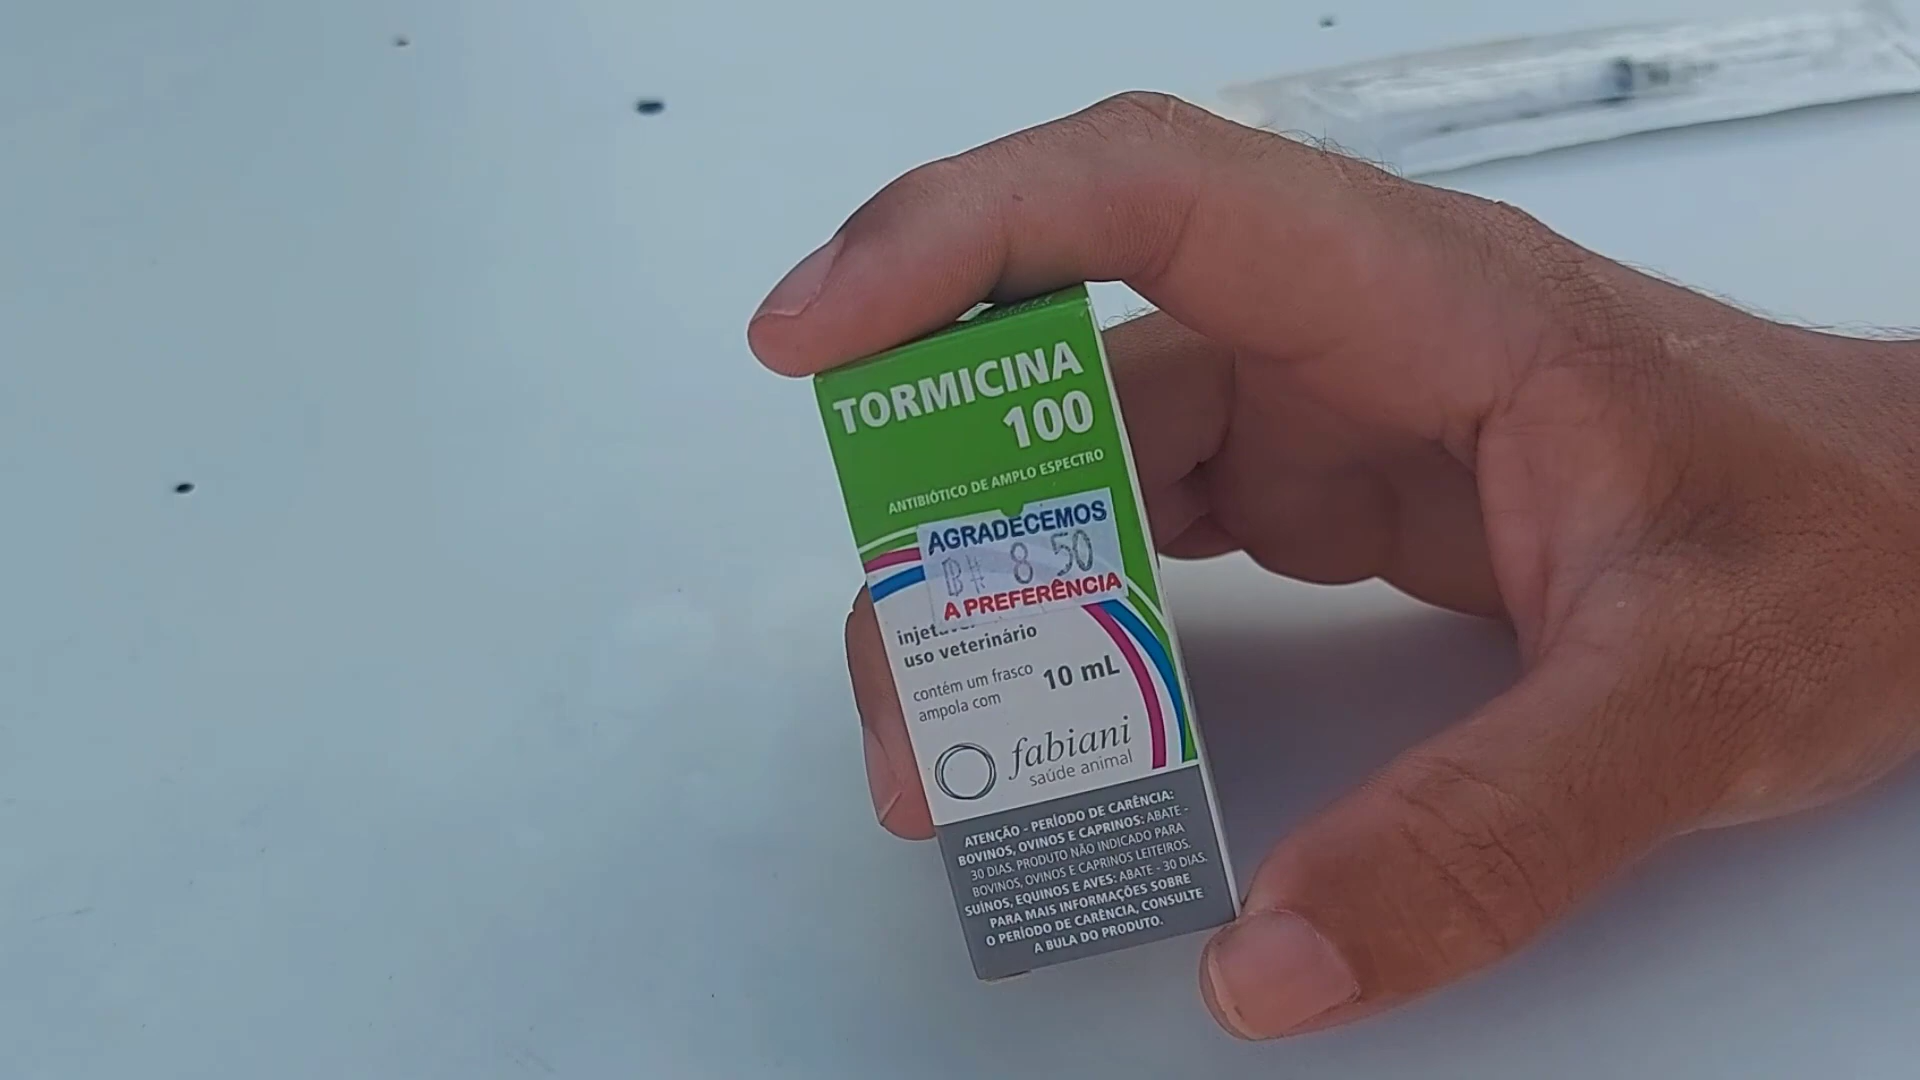 TORMICINA
100
ANTIBIÓTICO DE AMPLO ESPECTRO
AGRADECEMOS
8 50
A PREFERÊNCIA
uso veterinário
contém um frasco
ampola com
10 mL
fabiani
saúde animal
ATENÇÃO - PERÍODO DE CARÊNCIA:
BOVINOS, OVINOS E CAPRINOS: ABATE -
30 DIAS. PRODUTO NÃO INDICADO PARA
BOVINOS, OVINOS E CAPRINOS LEITEIROS.
SUÍNOS, EQUINOS E AVES: ABATE - 30 DIAS.
PARA MAIS INFORMAÇÕES SOBRE
O PERÍODO DE CARÊNCIA, CONSULTE
A BULA DO PRODUTO.